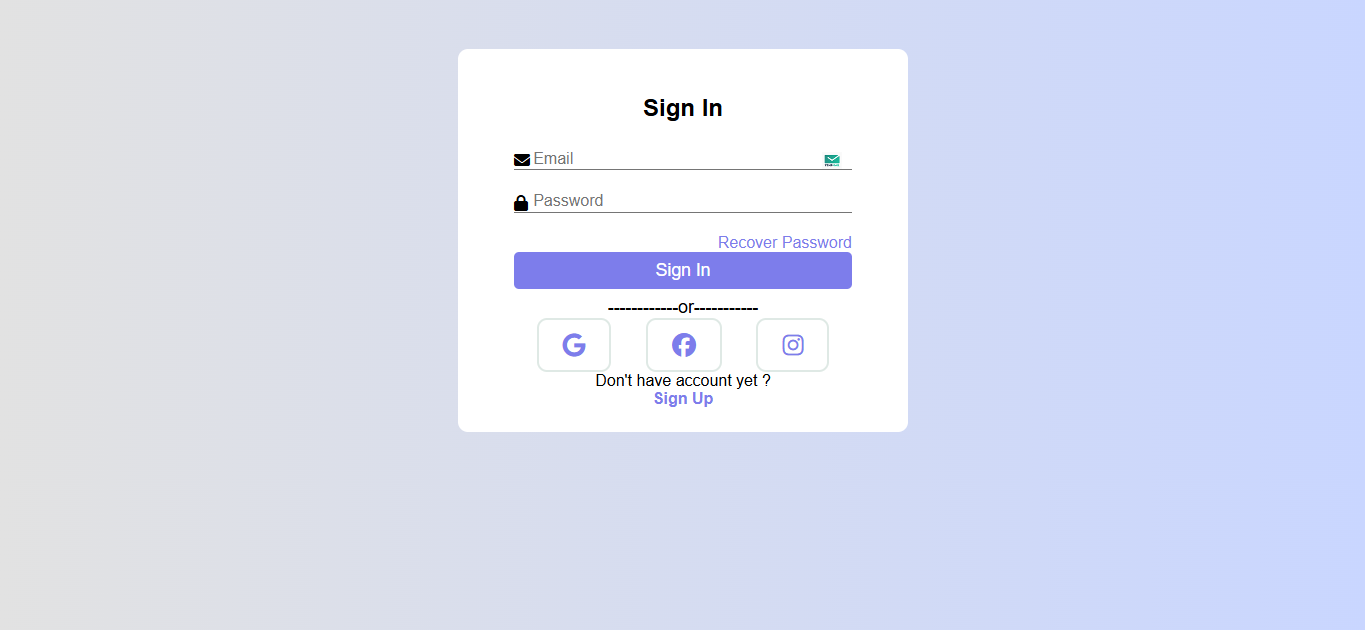 Sign In
Email
Password
Recover Password
Sign In
------------or-----------
Don't have account yet ?
Sign Up